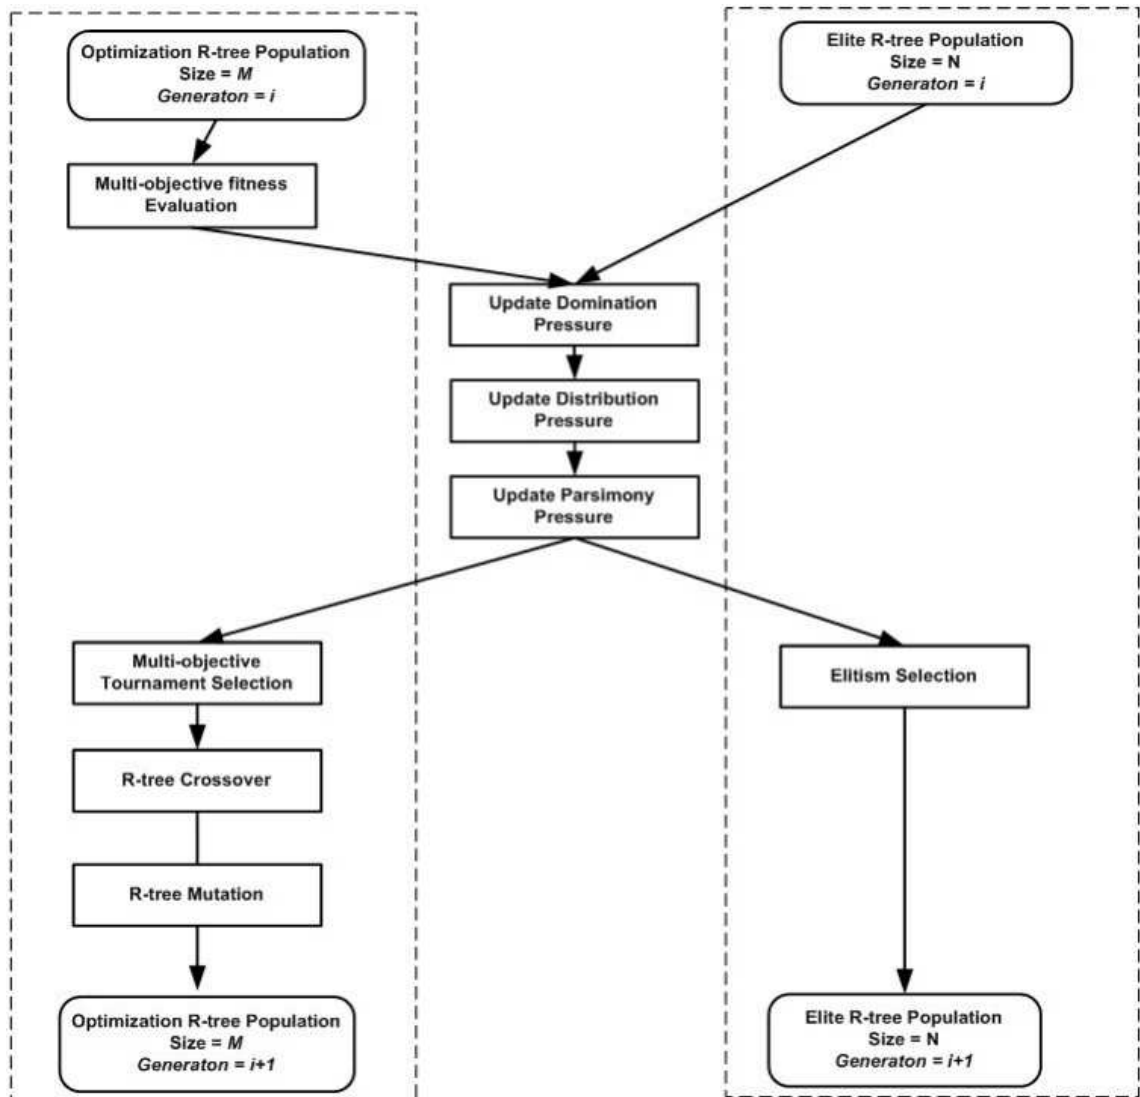 Optimization R-tree Population
Size = M
Generaton = i
Elite R-tree Population
Size = N
Generaton = i
Multi-objective fitness
Evaluation
Update Domination
Pressure
Update Distribution
Pressure
Update Parsimony
Pressure
Multi-objective
Tournament Selection
Elitism Selection
R-tree Crossover
R-tree Mutation
Optimization R-tree Population
Size = M
Generaton = i+1
Elite R-tree Population
Size = N
Generaton = i+1